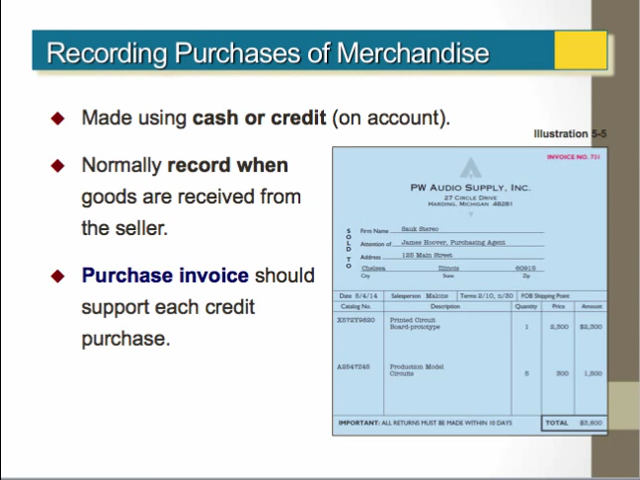 Recording Purchases of Merchandise
Made using cash or credit (on account).
Normally record when
goods are received from
the seller.
Purchase invoice should
support each credit
purchase.
Illustration 5-5
INVOICE NO. 731
PW AUDIO SUPPLY, INC.
27 CIRCLE DRIVE
HARDING, MICHIGAN 48281
SOLD TO
Firm Name Sauk Stereo
Attention of James Hoover, Purchasing Agent
Address 125 Main Street
Chelsea Illinois 60915
City State Zip
Date 5/4/14 Salesperson Malone Terms 2/10, n/30 FOB Shipping Point
Catalog No. Description Quantity Price Amount
X572Y9820 Printed Circuit
Board-prototype 1 2,300 $2,300
A2547245 Production Model
Circuits 5 300 1,500
IMPORTANT: ALL RETURNS MUST BE MADE WITHIN 10 DAYS TOTAL $3,800